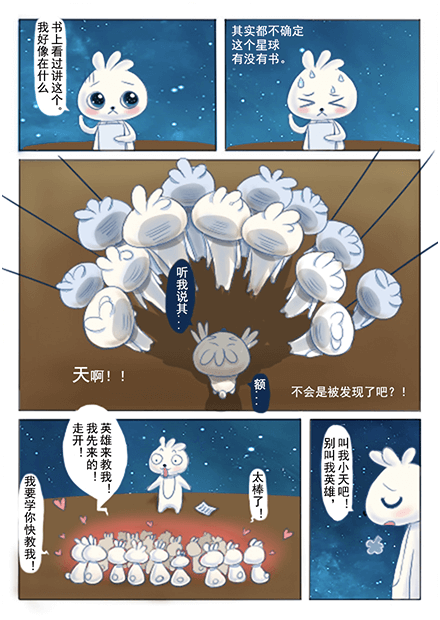 我好像在什么
书上看过讲这个。
其实都不确定
这个星球
有没有书。
听我说其...
额...
天啊！！
不会是被发现了吧？！
英雄来教我！
我先来的！
走开！
太棒了！
我要学你快教我！
叫我小天吧！
别叫我英雄，